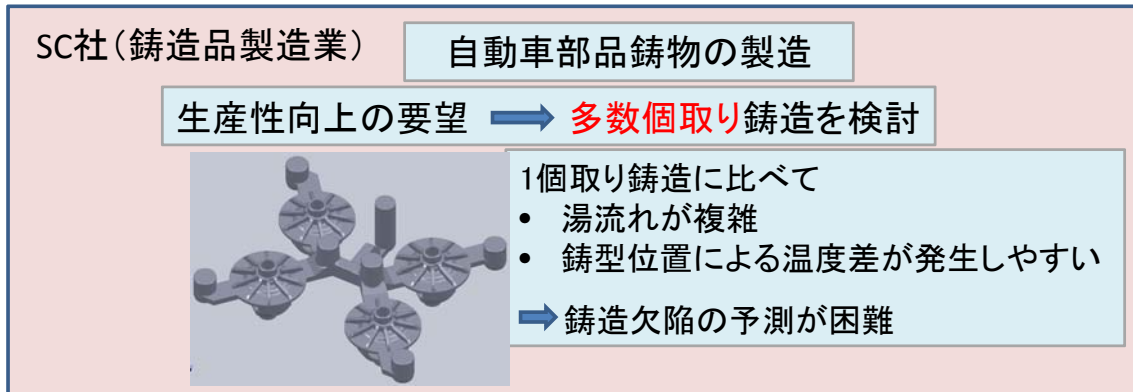 SC社(鋳造品製造業)
自動車部品鋳物の製造
生産性向上の要望 ➡ 多数個取り鋳造を検討
1個取り鋳造に比べて
• 湯流れが複雑
• 鋳型位置による温度差が発生しやすい
➡鋳造欠陥の予測が困難